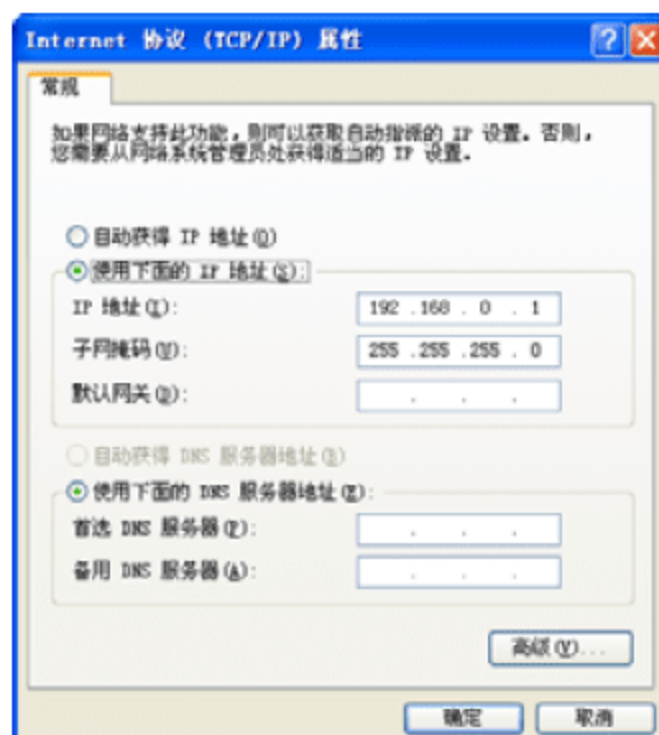 Internet 协议 (TCP/IP) 属性
常规
如果网络支持此功能，则可以获取自动指派的 IP 设置。否则，
您需要从网络系统管理员处获得适当的 IP 设置。
自动获得 IP 地址(O)
使用下面的 IP 地址(S):
IP 地址(I): 192 .168 . 0 . 1
子网掩码(U): 255 .255 .255 . 0
默认网关(D): . . .
自动获得 DNS 服务器地址(B)
使用下面的 DNS 服务器地址(E):
首选 DNS 服务器(P): . . .
备用 DNS 服务器(A): . . .
高级(V)...
确定 取消